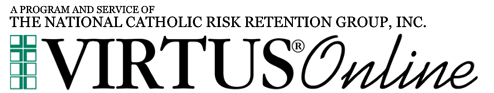 A PROGRAM AND SERVICE OF
THE NATIONAL CATHOLIC RISK RETENTION GROUP, INC.
VIRTUS® Online